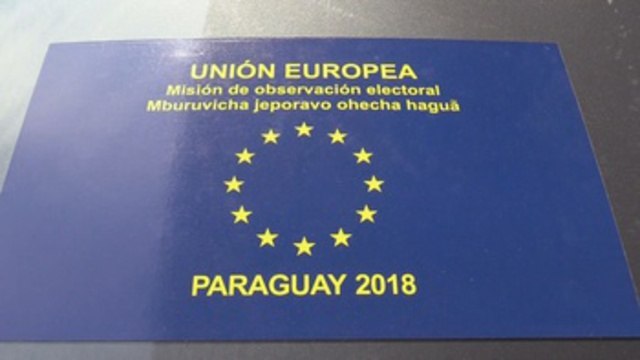 UNIÓN EUROPEA
Misión de observación electoral
Mburuvicha jeporavo ohecha haguã
PARAGUAY 2018